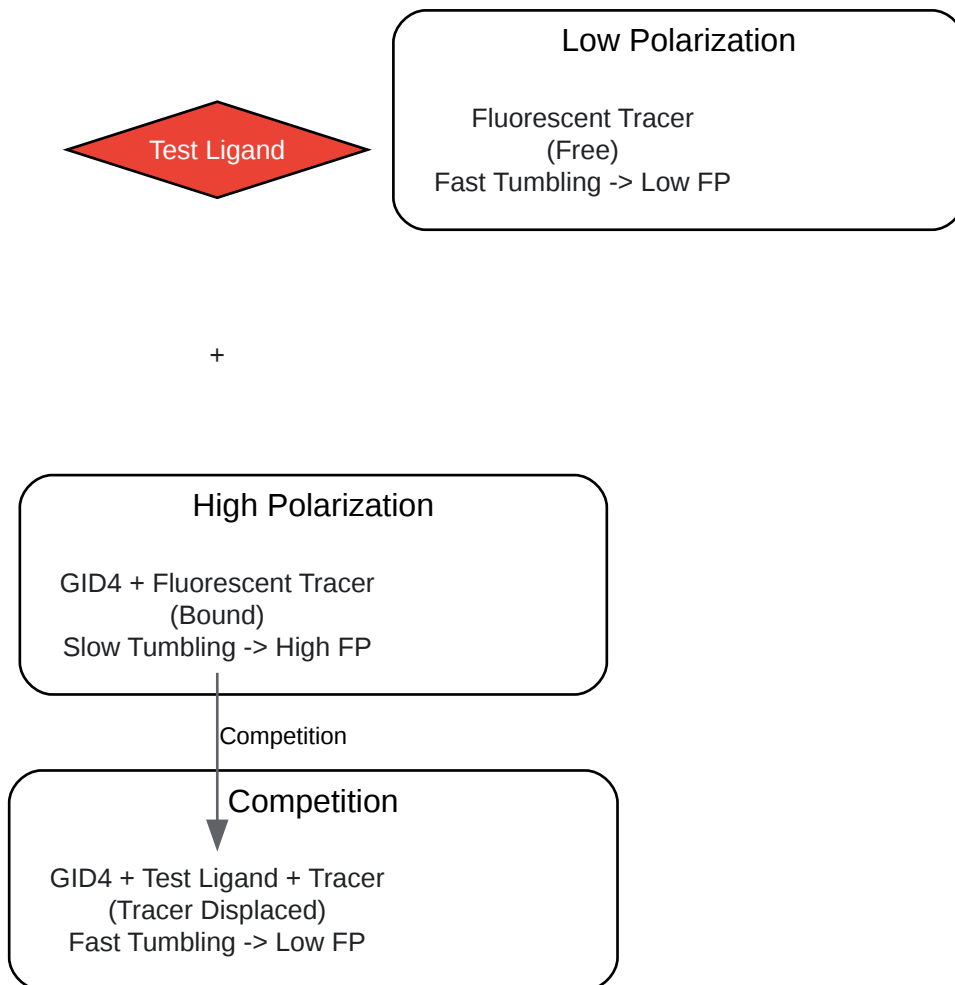 Low Polarization
Test Ligand
Fluorescent Tracer
(Free)
Fast Tumbling -> Low FP
+
High Polarization
GID4 + Fluorescent Tracer
(Bound)
Slow Tumbling -> High FP
Competition
Competition
GID4 + Test Ligand + Tracer
(Tracer Displaced)
Fast Tumbling -> Low FP